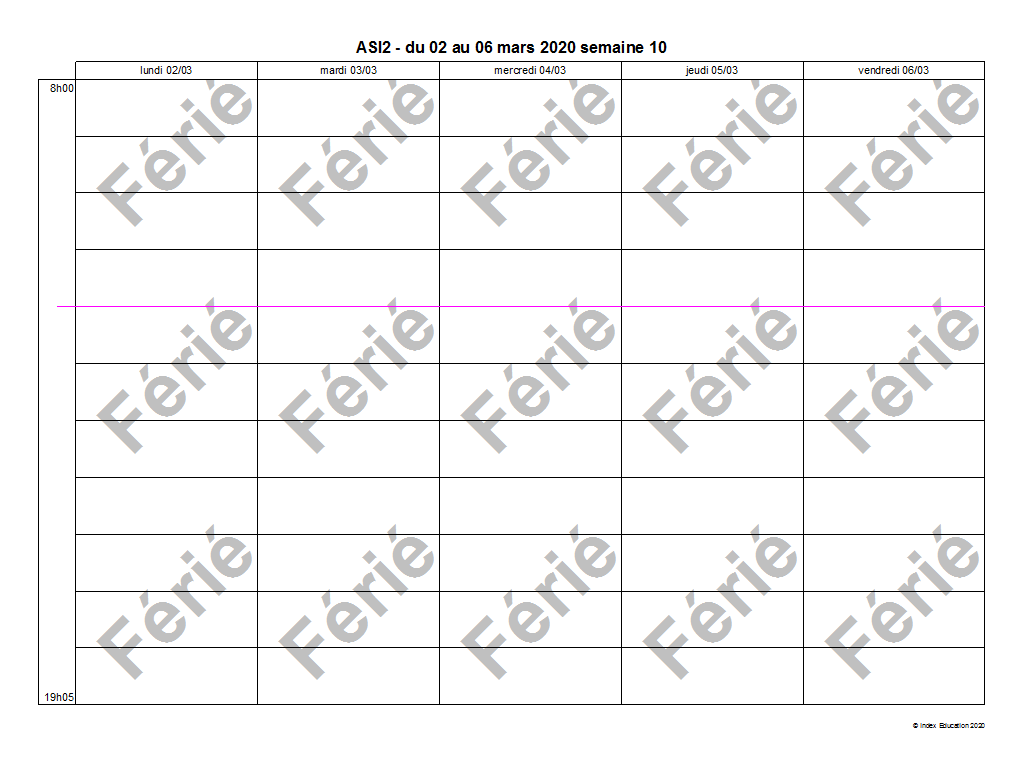 ASI2 - du 02 au 06 mars 2020 semaine 10
lundi 02/03 mardi 03/03 mercredi 04/03 jeudi 05/03 vendredi 06/03
8h00
Férié Férié Férié Férié Férié
Férié Férié Férié Férié Férié
Férié Férié Férié Férié Férié
19h05
© Index Education 2020